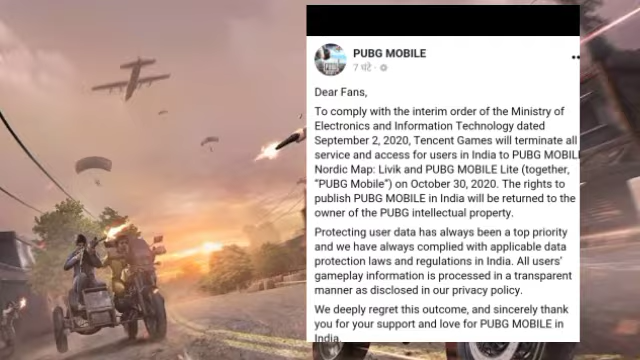 PUBG MOBILE
7 घंटे
Dear Fans,
To comply with the interim order of the Ministry of
Electronics and Information Technology dated
September 2, 2020, Tencent Games will terminate all
service and access for users in India to PUBG MOBIL
Nordic Map: Livik and PUBG MOBILE Lite (together,
"PUBG Mobile") on October 30, 2020. The rights to
publish PUBG MOBILE in India will be returned to the
owner of the PUBG intellectual property.
Protecting user data has always been a top priority
and we have always complied with applicable data
protection laws and regulations in India. All users'
gameplay information is processed in a transparent
manner as disclosed in our privacy policy.
We deeply regret this outcome, and sincerely thank
you for your support and love for PUBG MOBILE in
India.